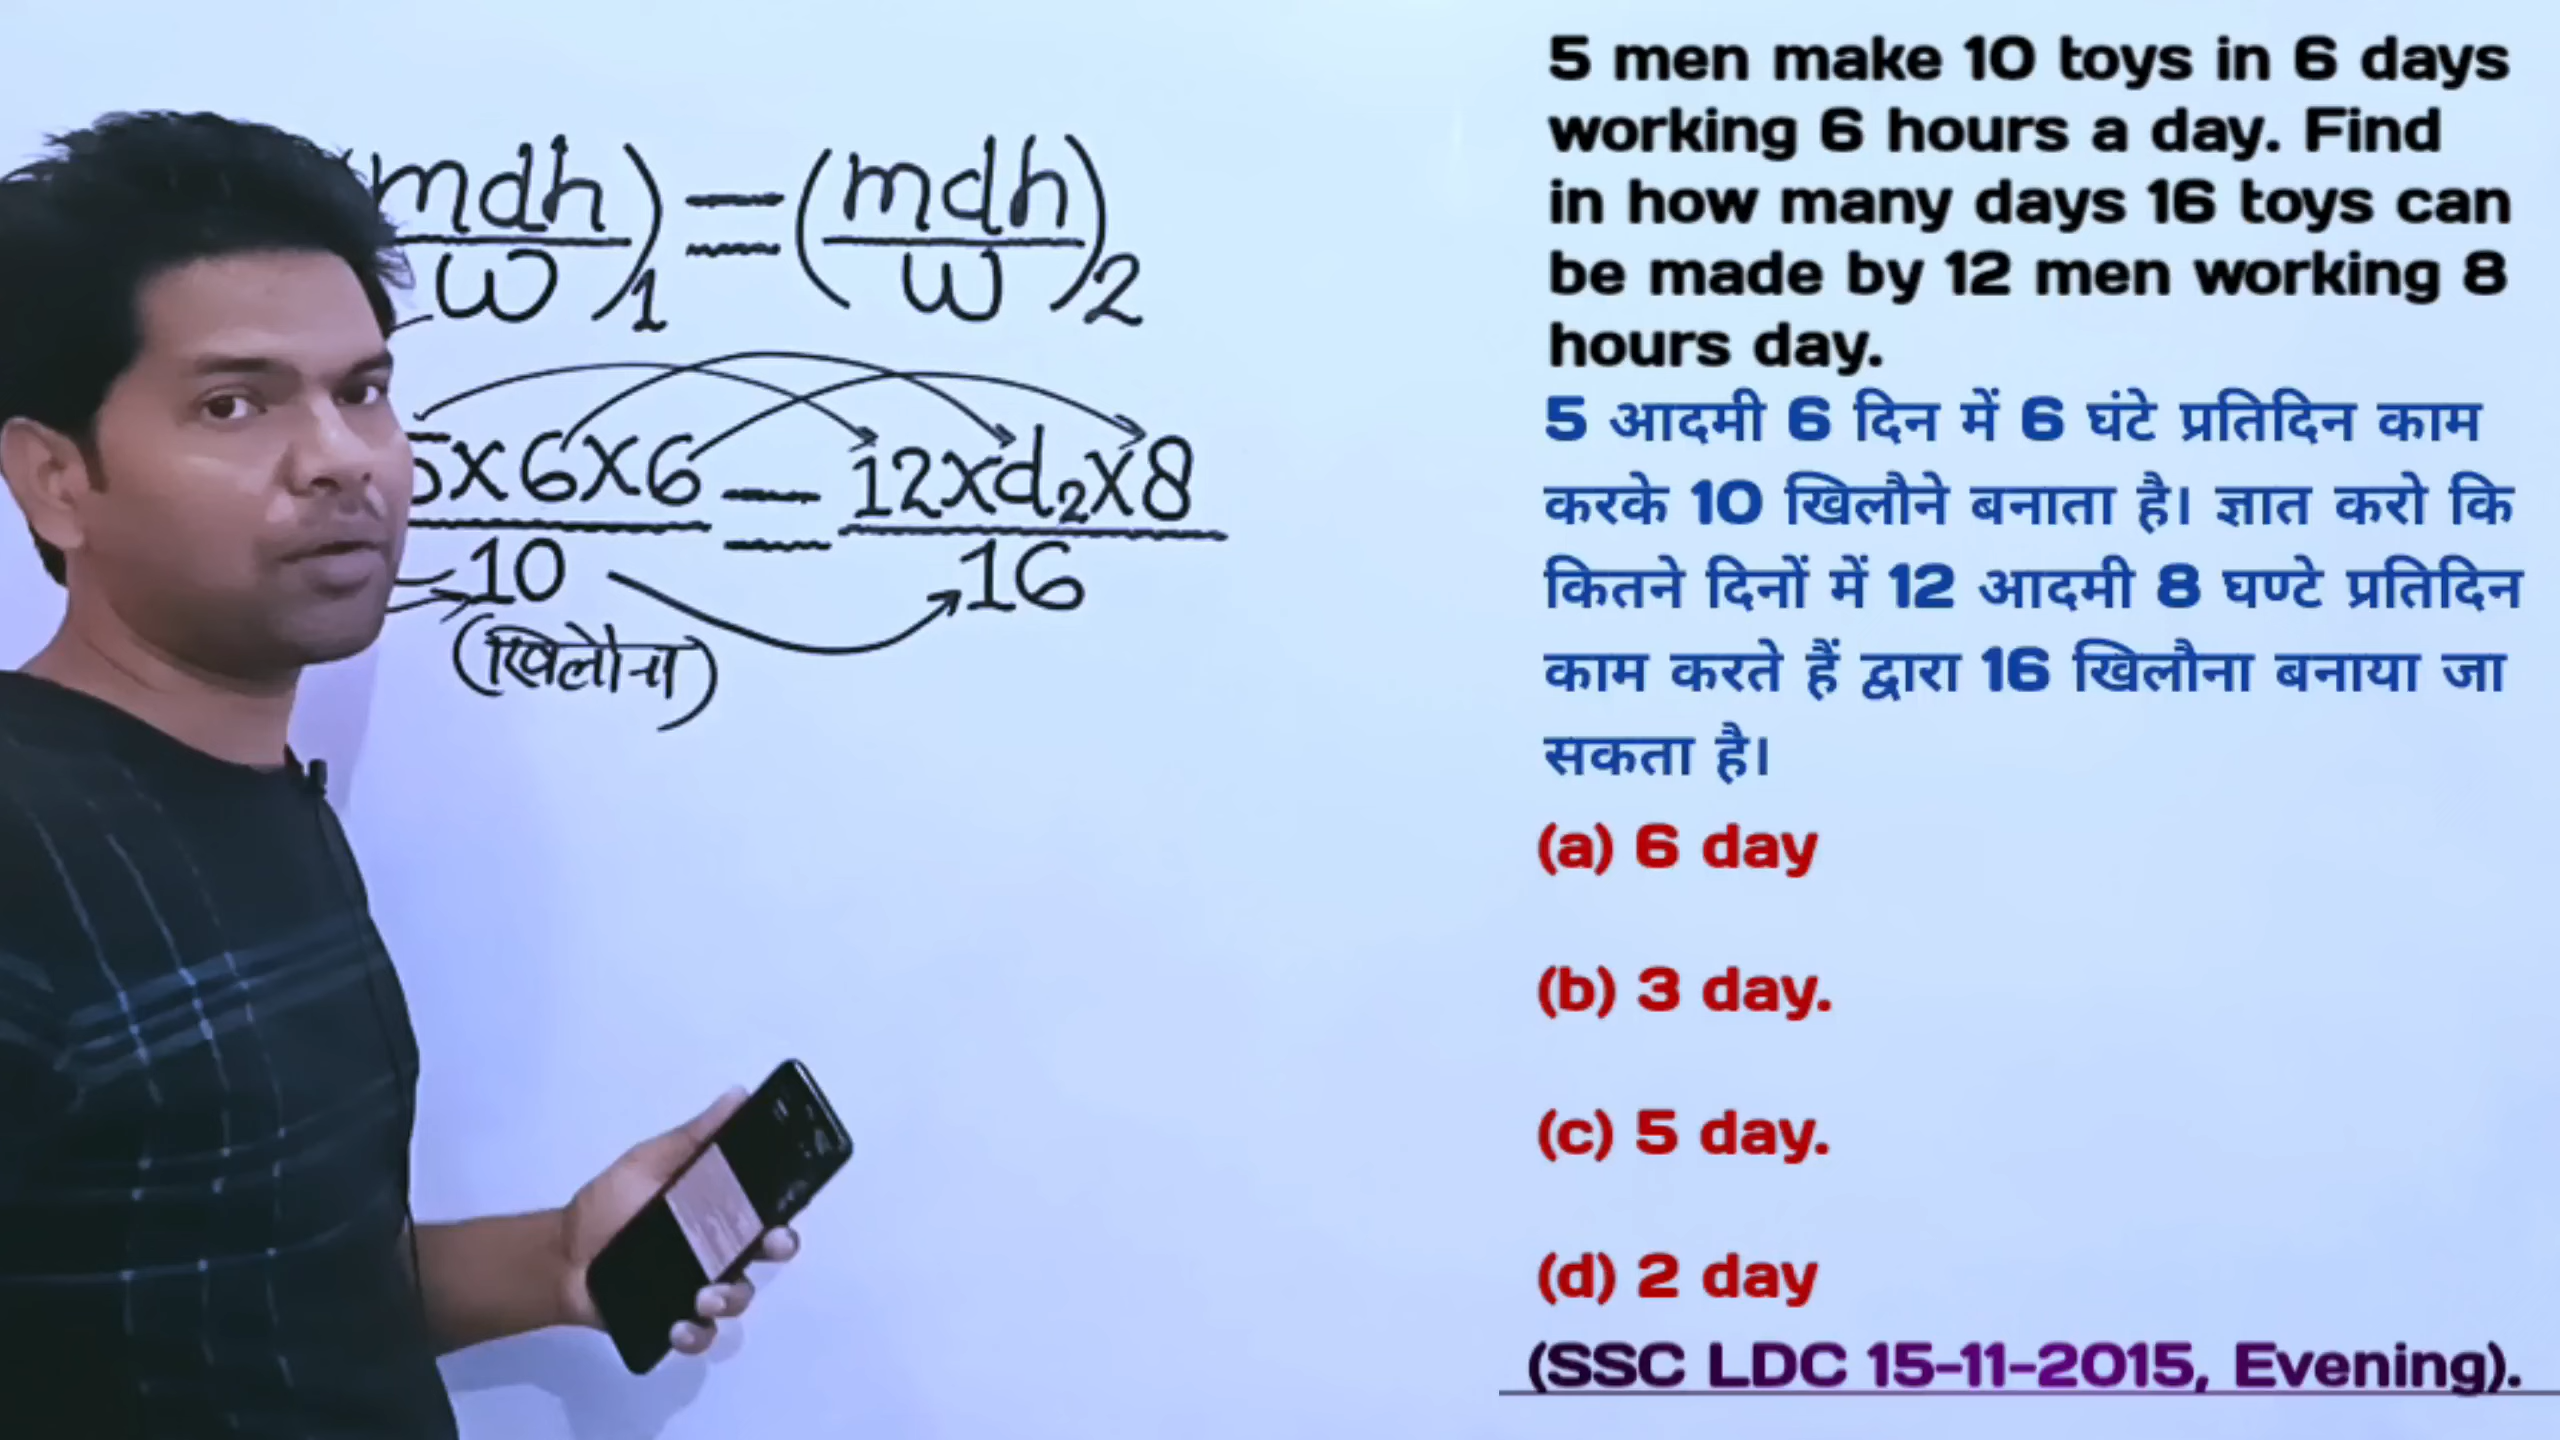 (mdh/w)1 = (mdh/w)2
5x6x6/10 = 12xd₂x8/16
(खिलौना)
5 men make 10 toys in 6 days
working 6 hours a day. Find
in how many days 16 toys can
be made by 12 men working 8
hours day.
5 आदमी 6 दिन में 6 घंटे प्रतिदिन काम
करके 10 खिलौने बनाता है। ज्ञात करो कि
कितने दिनों में 12 आदमी 8 घण्टे प्रतिदिन
काम करते हैं द्वारा 16 खिलौना बनाया जा
सकता है।
(a) 6 day
(b) 3 day.
(c) 5 day.
(d) 2 day
(SSC LDC 15-11-2015, Evening).